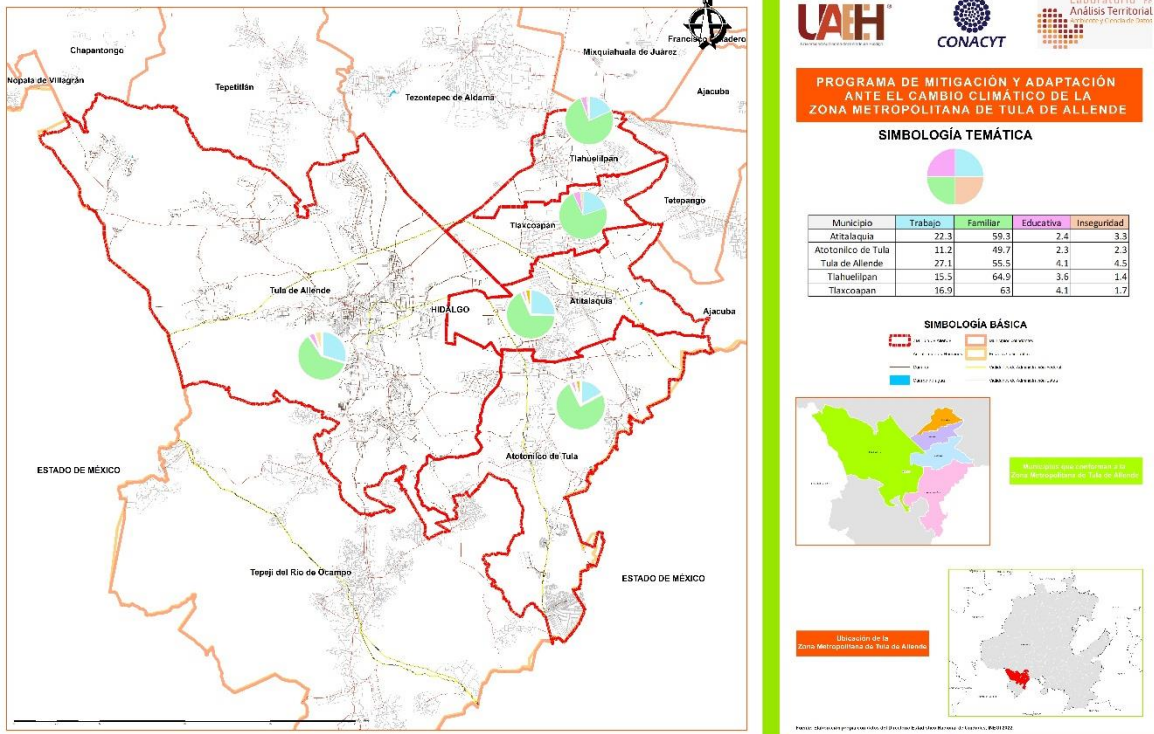 Chapantongo
Nopala de Villagrán
Tepetitlán
Tezontepec de Aldama
Mixquiahuala de Juárez
Ajacuba
Tlahuelilpan
Tetepango
Tlaxcoapan
Tula de Allende
HIDALGO
Atitalaquia
Ajacuba
Atotonilco de Tula
ESTADO DE MÉXICO
Tepeji del Río de Ocampo
ESTADO DE MÉXICO
UAEH
CONACYT
Análisis Territorial
PROGRAMA DE MITIGACIÓN Y ADAPTACIÓN
ANTE EL CAMBIO CLIMÁTICO DE LA
ZONA METROPOLITANA DE TULA DE ALLENDE
SIMBOLOGÍA TEMÁTICA
Municipio Trabajo Familiar Educativa Inseguridad
Atitalaquia 22.3 59.3 2.4 3.3
Atotonilco de Tula 11.2 49.7 2.3 2.3
Tula de Allende 27.1 55.5 4.1 4.5
Tlahuelilpan 15.5 64.9 3.6 1.4
Tlaxcoapan 16.9 63 4.1 1.7
SIMBOLOGÍA BÁSICA
Municipios que conforman a la
Zona Metropolitana de Tula de Allende
Ubicación de la
Zona Metropolitana de Tula de Allende